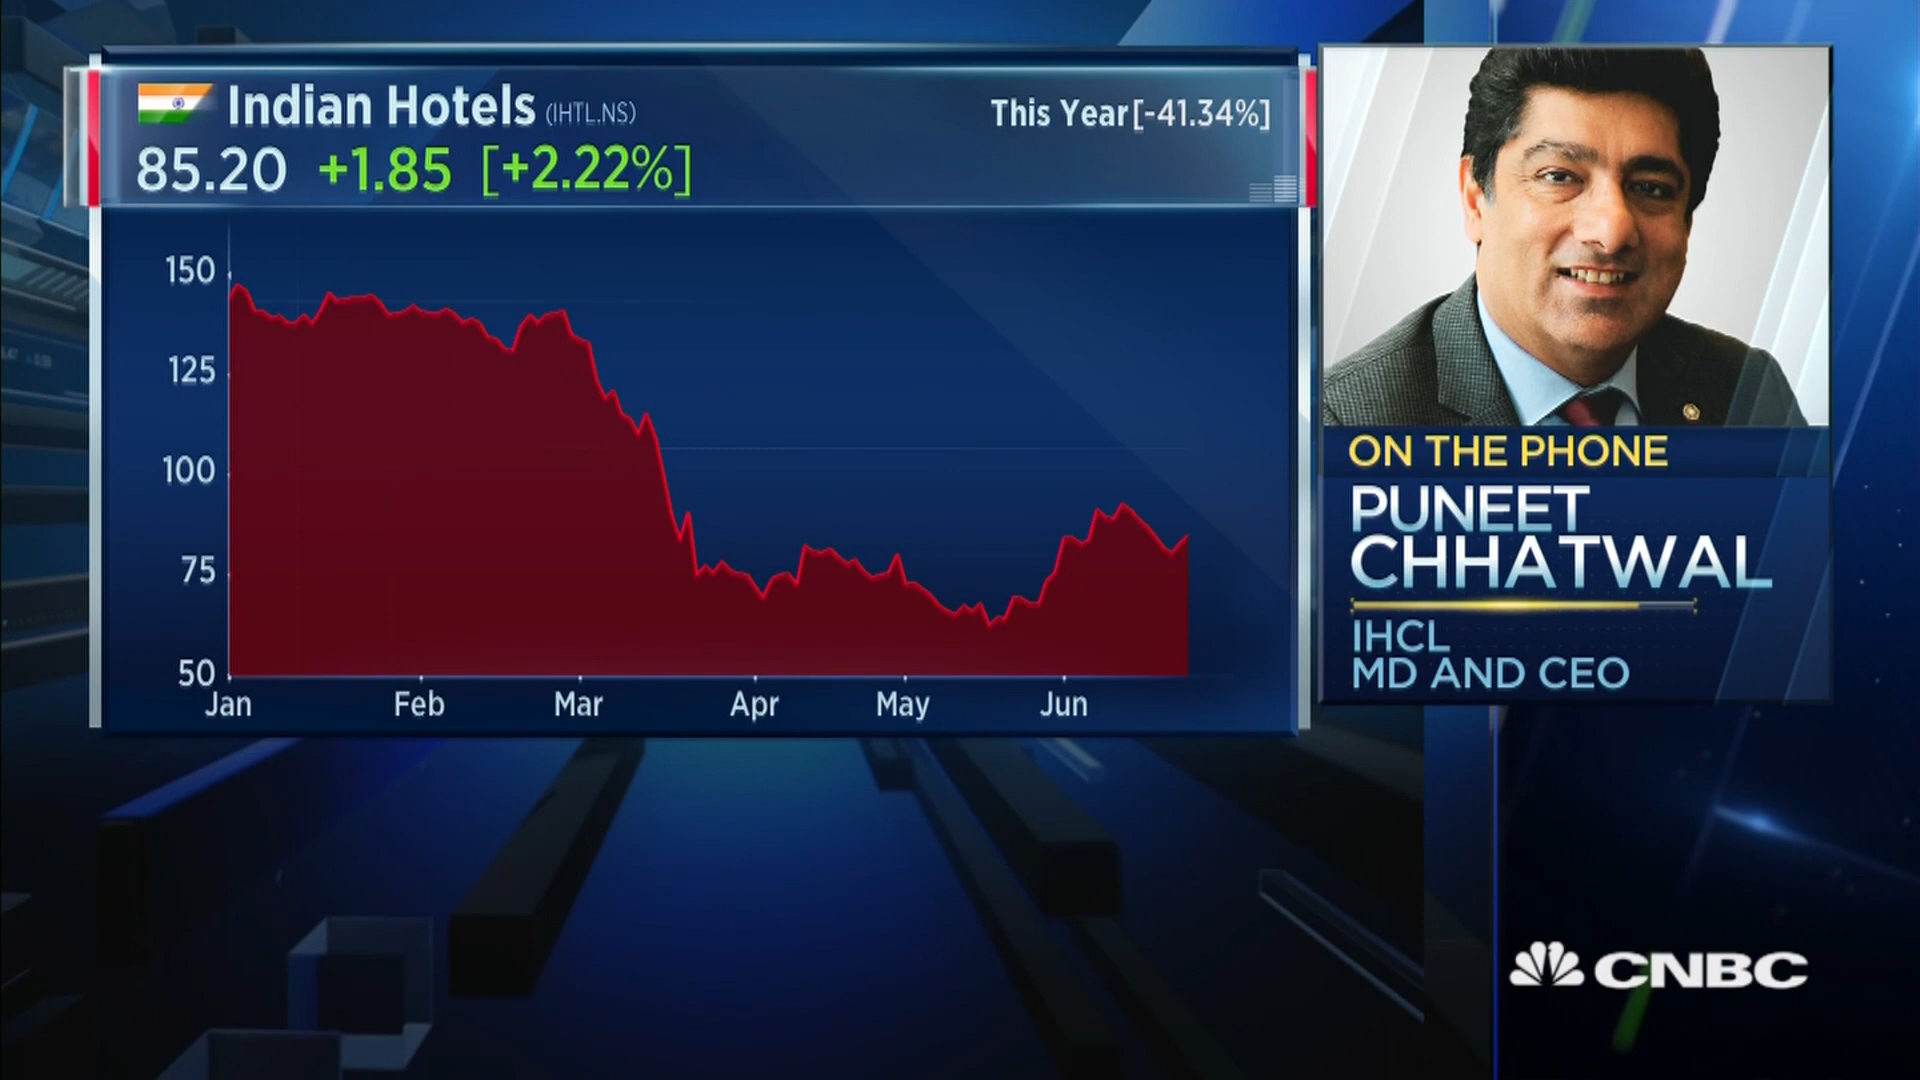 Indian Hotels (IHTL.NS)
This Year[-41.34%]
85.20 +1.85 [+2.22%]
150
125
100
75
50
Jan Feb Mar Apr May Jun
ON THE PHONE
PUNEET
CHHATWAL
IHCL
MD AND CEO
CNBC